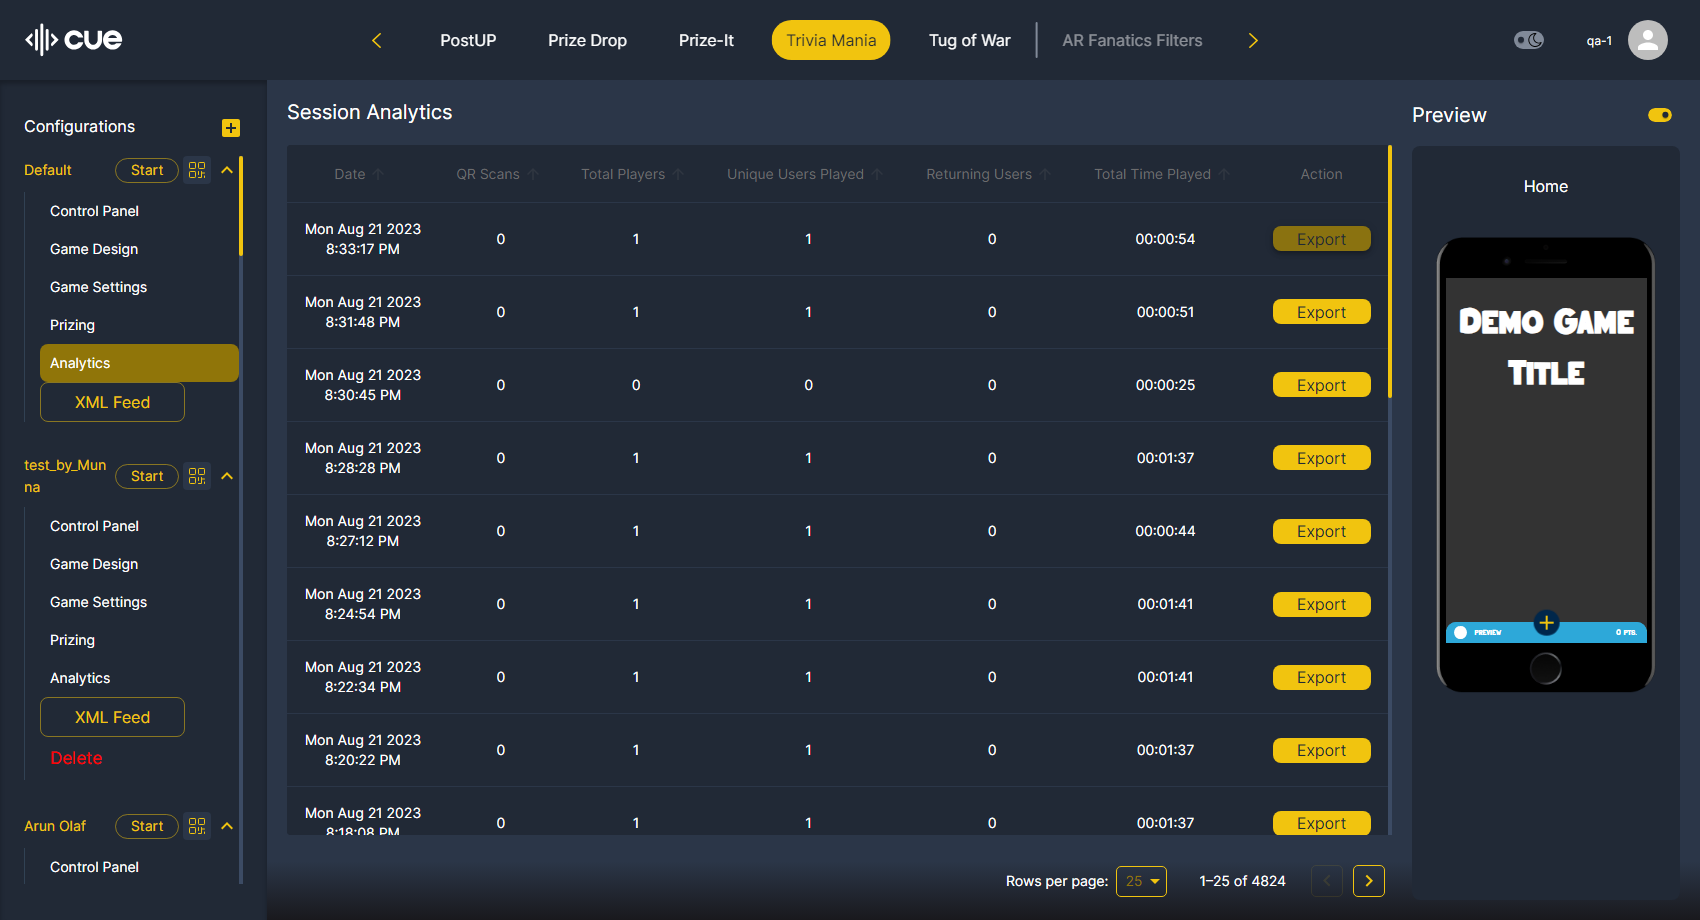 cue
PostUP
Prize Drop
Prize-It
Trivia Mania
Tug of War
AR Fanatics Filters
qa-1
Configurations
Default
Start
Control Panel
Game Design
Game Settings
Prizing
Analytics
XML Feed
test_by_Mun
na
Start
Control Panel
Game Design
Game Settings
Prizing
Analytics
XML Feed
Delete
Arun Olaf
Start
Control Panel
Session Analytics
Date QR Scans Total Players Unique Users Played Returning Users Total Time Played Action
Mon Aug 21 2023
8:33:17 PM
0 1 1 0 00:00:54 Export
Mon Aug 21 2023
8:31:48 PM
0 1 1 0 00:00:51 Export
Mon Aug 21 2023
8:30:45 PM
0 0 0 0 00:00:25 Export
Mon Aug 21 2023
8:28:28 PM
0 1 1 0 00:01:37 Export
Mon Aug 21 2023
8:27:12 PM
0 1 1 0 00:00:44 Export
Mon Aug 21 2023
8:24:54 PM
0 1 1 0 00:01:41 Export
Mon Aug 21 2023
8:22:34 PM
0 1 1 0 00:01:41 Export
Mon Aug 21 2023
8:20:22 PM
0 1 1 0 00:01:37 Export
Mon Aug 21 2023
8:18:08 PM
0 1 1 0 00:01:37 Export
Rows per page: 25 1–25 of 4824
Preview
Home
Demo Game
Title
PREVIEW
0 PTS.